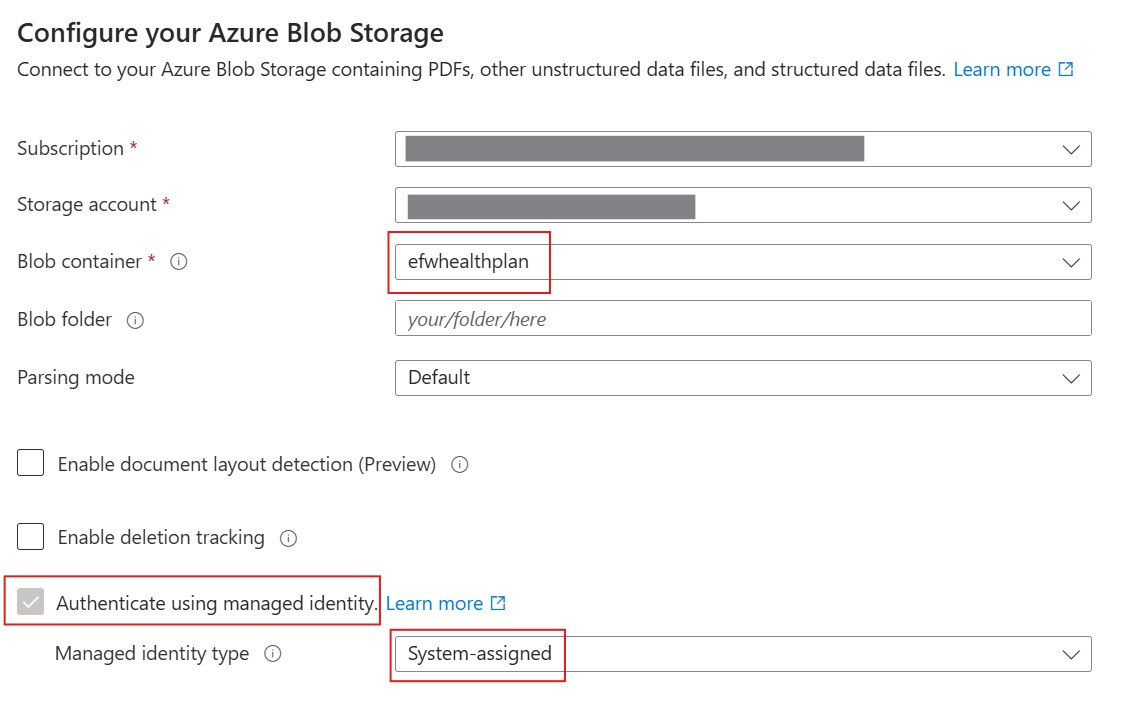 Configure your Azure Blob Storage
Connect to your Azure Blob Storage containing PDFs, other unstructured data files, and structured data files. Learn more
Subscription *
Storage account *
Blob container * efwhealthplan
Blob folder your/folder/here
Parsing mode Default
Enable document layout detection (Preview)
Enable deletion tracking
Authenticate using managed identity. Learn more
Managed identity type System-assigned